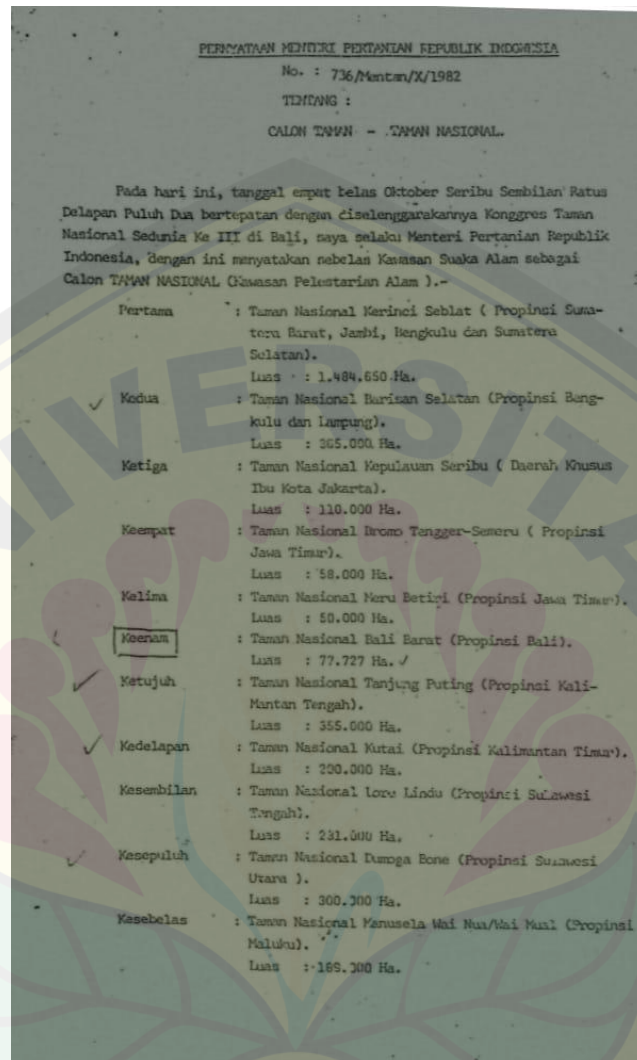 PERNYATAAN MENTERI PERTANIAN REPUBLIK INDONESIA
No. : 736/Mentan/X/1982
TENTANG :
CALON TAMAN - TAMAN NASIONAL.
Pada hari ini, tanggal empat belas Oktober Seribu Sembilan Ratus
Delapan Puluh Dua bertepatan dengan diselenggarakannya Konggres Taman
Nasional Sedunia Ke III di Bali, saya selaku Menteri Pertanian Republik
Indonesia, dengan ini menyatakan sebelas Kawasan Suaka Alam sebagai
Calon TAMAN NASIONAL (Kawasan Pelestarian Alam ).-
Pertama : Taman Nasional Kerinci Seblat ( Propinsi Suma-
tera Barat, Jambi, Bengkulu dan Sumatera
Selatan).
Luas : 1.484.650 Ha.
Kedua : Taman Nasional Barisan Selatan (Propinsi Beng-
kulu dan Lampung).
Luas : 365.000 Ha.
Ketiga : Taman Nasional Kepulauan Seribu ( Daerah Khusus
Ibu Kota Jakarta).
Luas : 110.000 Ha.
Keempat : Taman Nasional Bromo Tengger-Semeru ( Propinsi
Jawa Timur).
Luas : 58.000 Ha.
Kelima : Taman Nasional Meru Betiri (Propinsi Jawa Timur).
Luas : 50.000 Ha.
Keenam : Taman Nasional Bali Barat (Propinsi Bali).
Luas : 77.727 Ha. ✓
✓ Ketujuh : Taman Nasional Tanjung Puting (Propinsi Kali-
Mantan Tengah).
Luas : 355.000 Ha.
✓ Kedelapan : Taman Nasional Kutai (Propinsi Kalimantan Timur).
Luas : 200.000 Ha.
Kesembilan : Taman Nasional Lore Lindu (Propinsi Sulawesi
Tengah).
Luas : 231.000 Ha.
✓ Kesepuluh : Taman Nasional Dumoga Bone (Propinsi Sulawesi
Utara ).
Luas : 300.000 Ha.
Kesebelas : Taman Nasional Manusela Wai Nua/Wai Mual (Propinsi
Maluku).
Luas : 189.000 Ha.